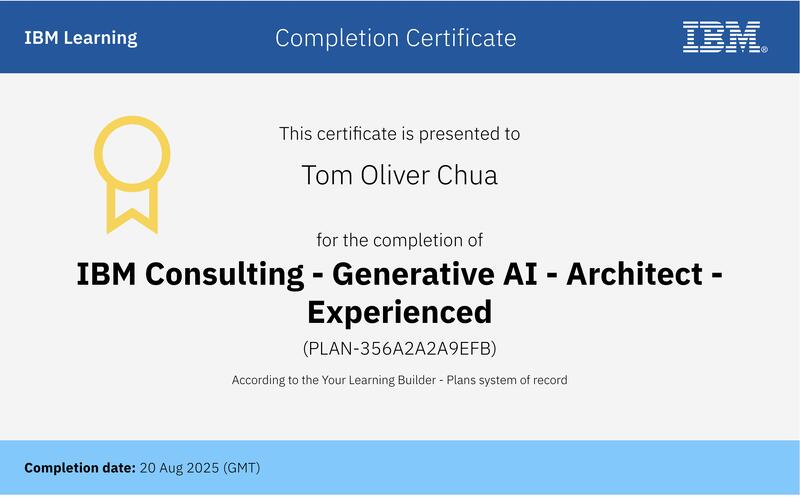 IBM Learning
Completion Certificate
IBM®
This certificate is presented to
Tom Oliver Chua
for the completion of
IBM Consulting - Generative AI - Architect -
Experienced
(PLAN-356A2A2A9EFB)
According to the Your Learning Builder - Plans system of record
Completion date: 20 Aug 2025 (GMT)